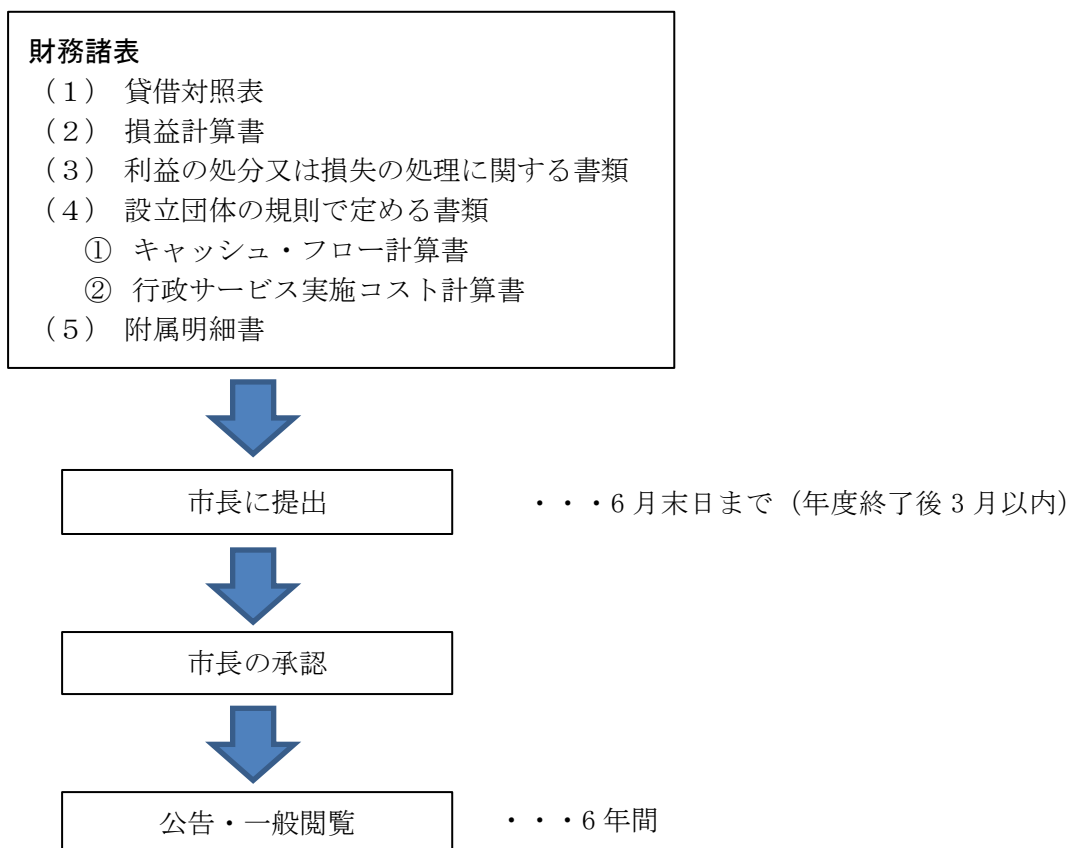 財務諸表
（１） 貸借対照表
（２） 損益計算書
（３） 利益の処分又は損失の処理に関する書類
（４） 設立団体の規則で定める書類
① キャッシュ・フロー計算書
② 行政サービス実施コスト計算書
（５） 附属明細書
市長に提出 ・・・6月末日まで（年度終了後3月以内）
市長の承認
公告・一般閲覧 ・・・6年間